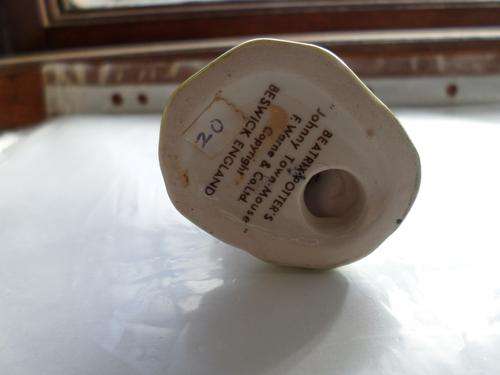 BEATRIX POTTER'S
"Johnny Town-Mouse"
F. Warne & Co.Ltd.
Copyright
BESWICK ENGLAND
20